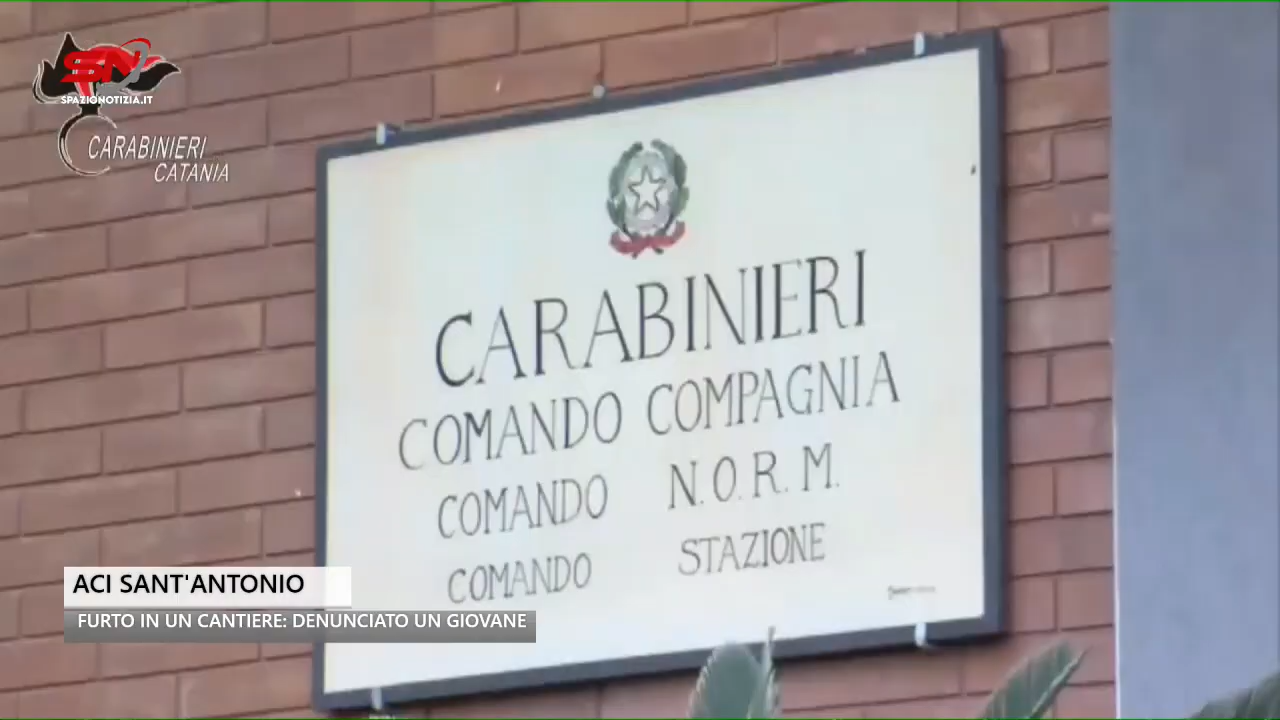 SN
SPAZIONOTIZIA.IT
CARABINIERI
CATANIA
CARABINIERI
COMANDO COMPAGNIA
COMANDO N.O.R.M.
COMANDO STAZIONE
ACI SANT'ANTONIO
FURTO IN UN CANTIERE: DENUNCIATO UN GIOVANE